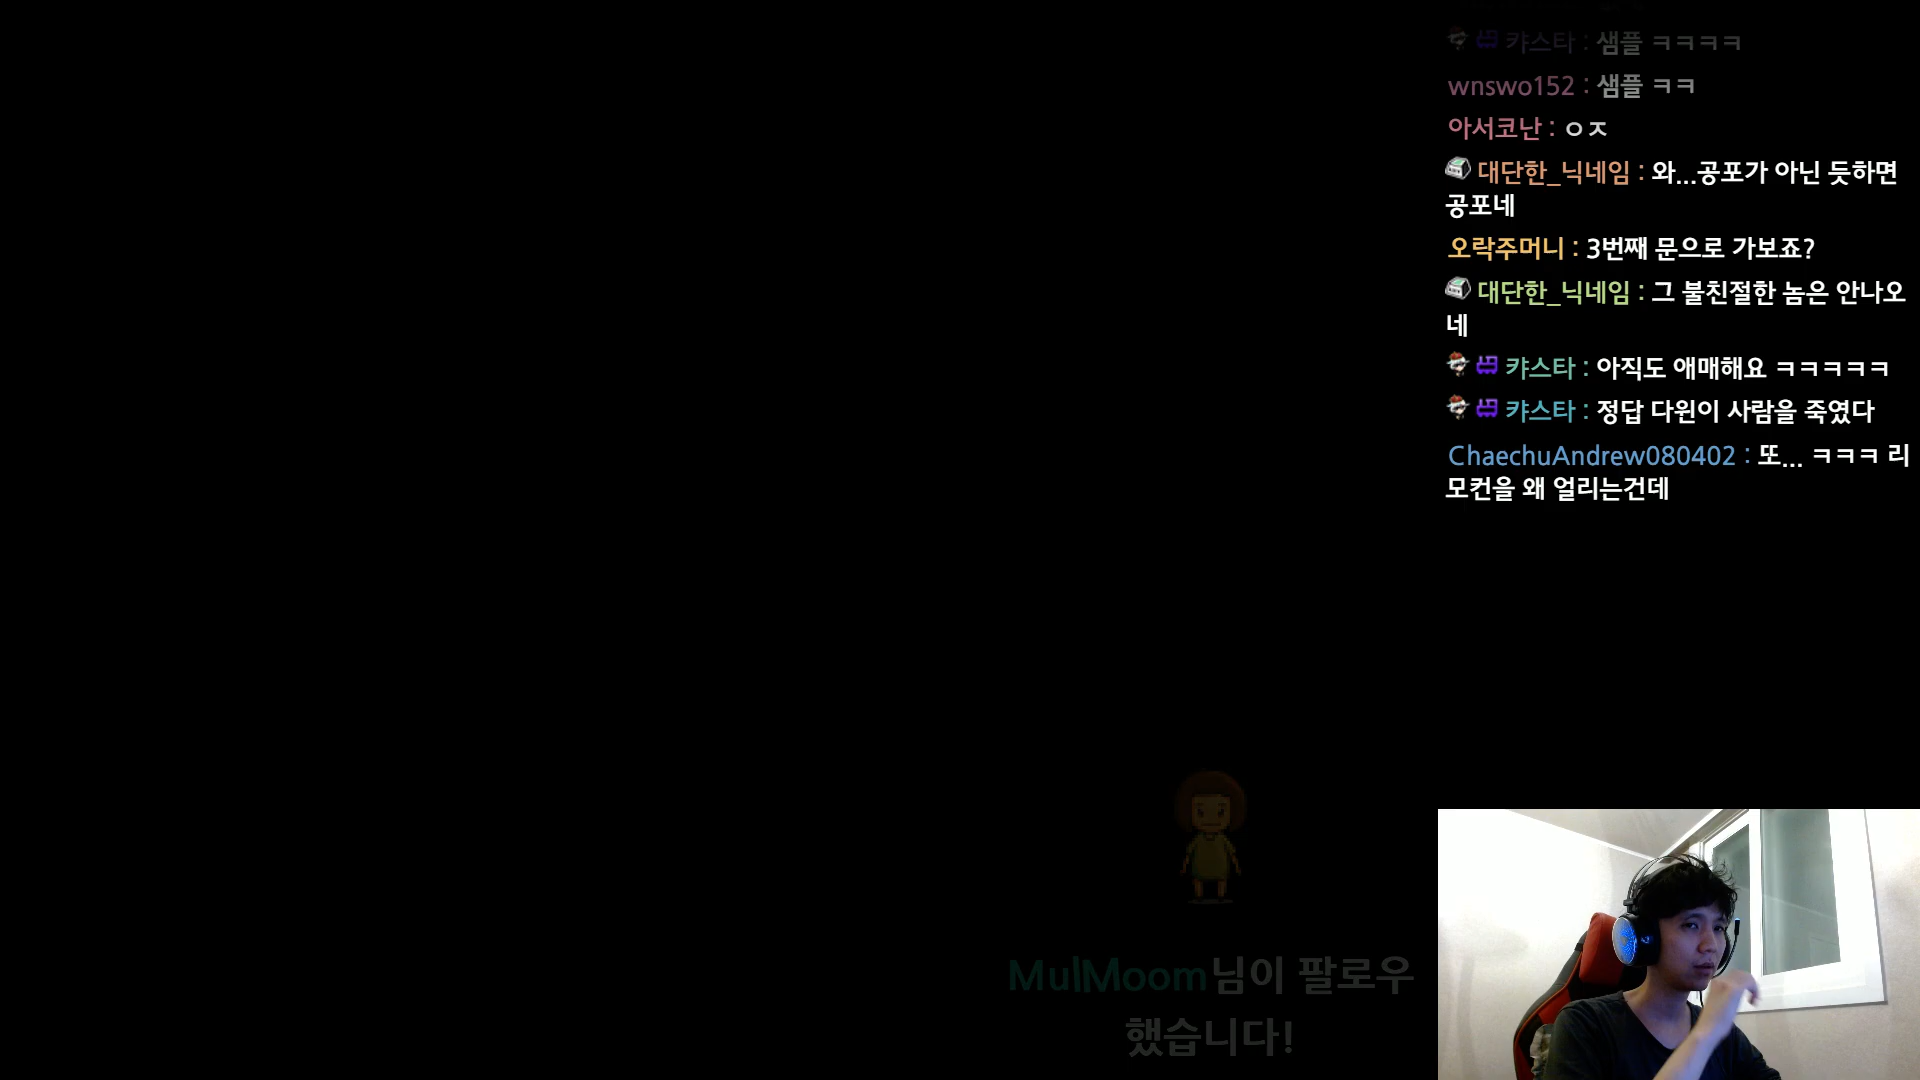 캬스타 : 샘플 ㅋㅋㅋㅋ
wnswo152 : 샘플 ㅋㅋ
아서코난 : ㅇㅈ
대단한_닉네임 : 와...공포가 아닌 듯하면
공포네
오락주머니 : 3번째 문으로 가보죠?
대단한_닉네임 : 그 불친절한 놈은 안나오
네
캬스타 : 아직도 애매해요 ㅋㅋㅋㅋㅋ
캬스타 : 정답 다윈이 사람을 죽였다
ChaechuAndrew080402 : 또... ㅋㅋㅋ 리
모컨을 왜 얼리는건데
MulMoom님이 팔로우
했습니다!